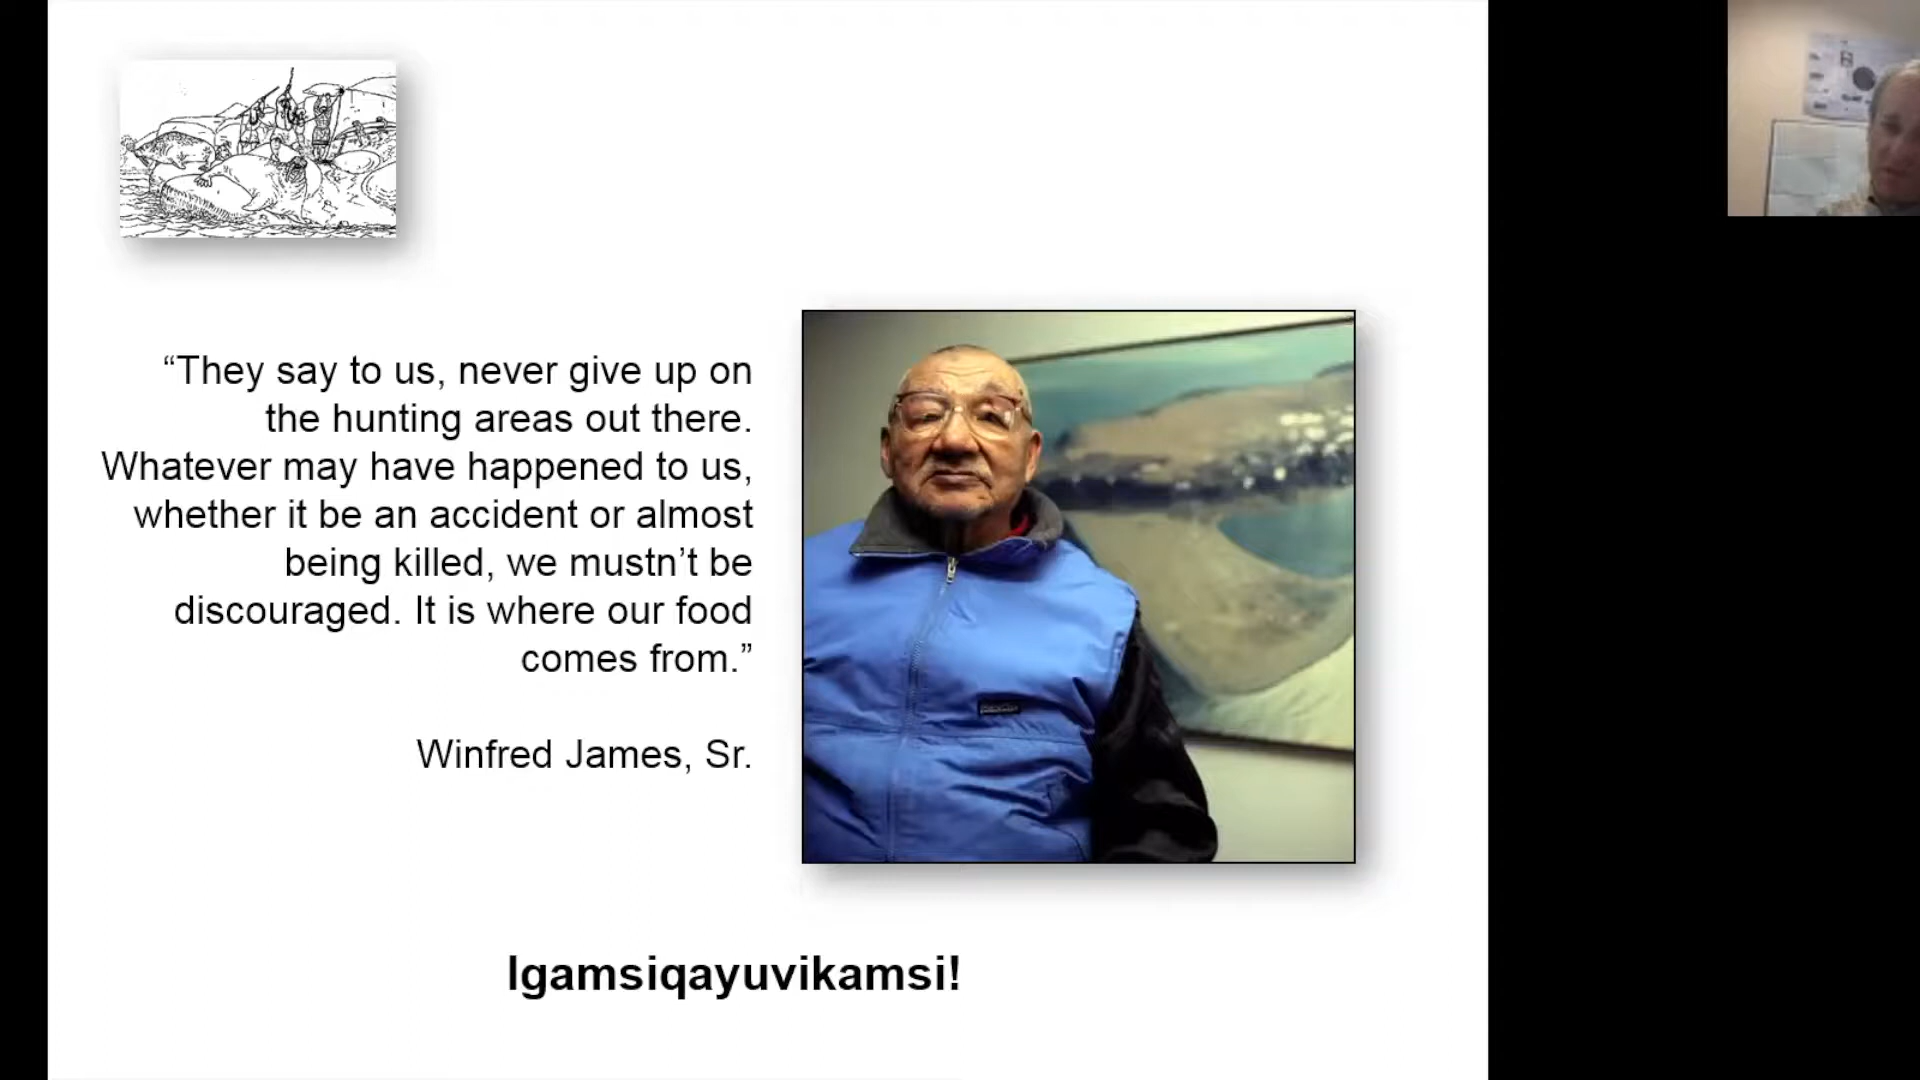 “They say to us, never give up on
the hunting areas out there.
Whatever may have happened to us,
whether it be an accident or almost
being killed, we mustn’t be
discouraged. It is where our food
comes from.”
Winfred James, Sr.
Igamsiqayuvikamsi!